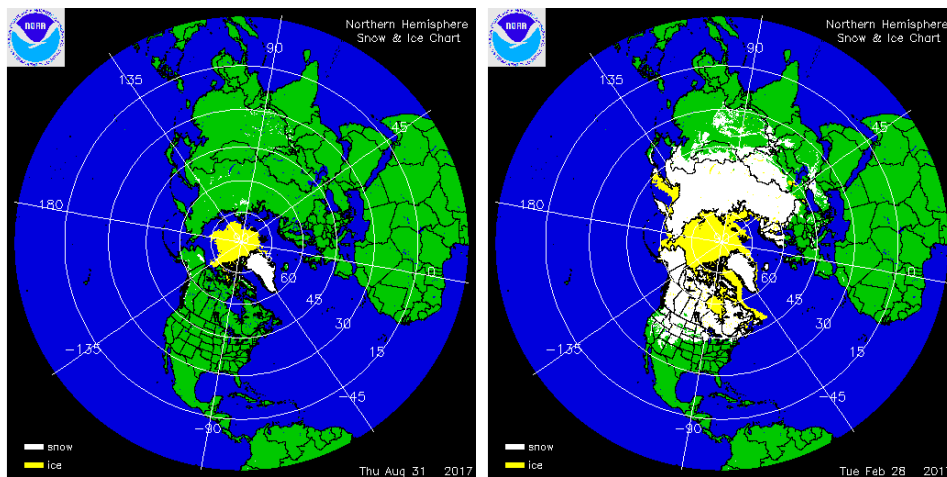 NOAA
Northern Hemisphere
Snow & Ice Chart
90
135
45
180
0
60
45
30
15
-135
-45
-90
snow
ice
Thu Aug 31 2017
NOAA
Northern Hemisphere
Snow & Ice Chart
90
135
45
180
0
60
45
30
15
-135
-45
-90
snow
ice
Tue Feb 28 2017